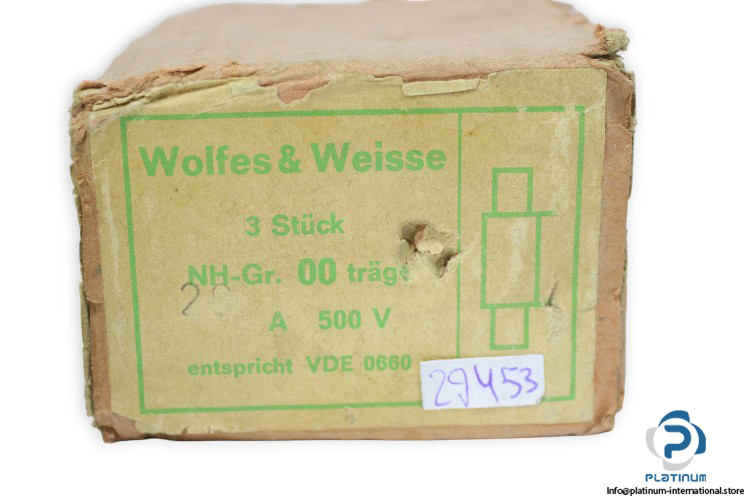 Wolfes & Weisse
3 Stück
NH-Gr. 00 träge
A 500 V
entspricht VDE 0660
29453
PLATINUM
Info@platinum-international.store